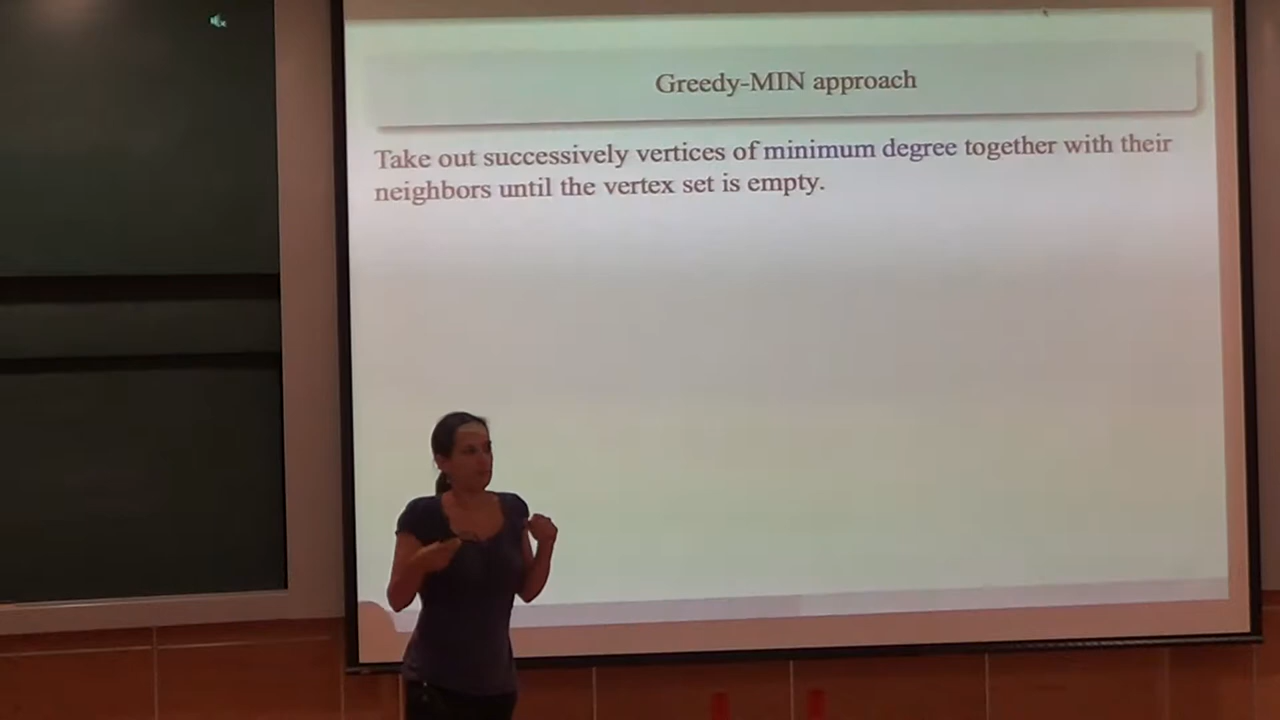 Greedy-MIN approach
Take out successively vertices of minimum degree together with their
neighbors until the vertex set is empty.